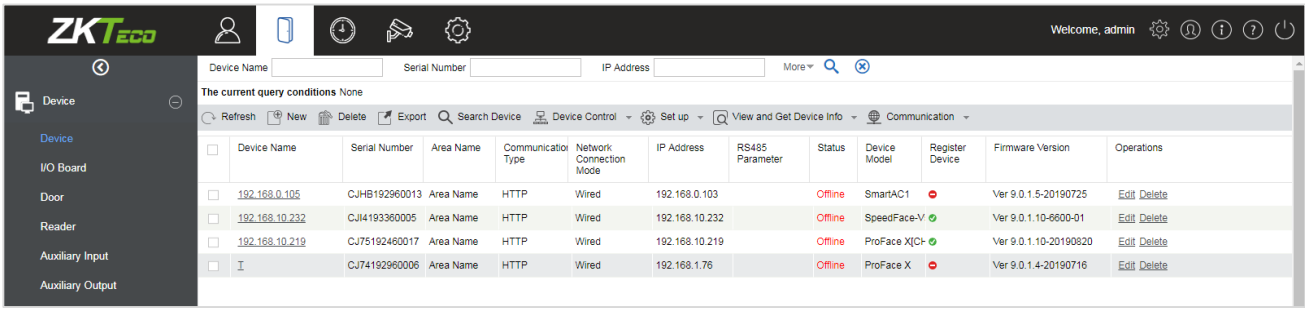 ZKTeco
Welcome, admin
Device Name Serial Number IP Address More
The current query conditions None
Device
Refresh New Delete Export Search Device Device Control Set up View and Get Device Info Communication
Device
I/O Board
Door
Reader
Auxiliary Input
Auxiliary Output
Device Name Serial Number Area Name Communication Type Network Connection Mode IP Address RS485 Parameter Status Device Model Register Device Firmware Version Operations
192.168.0.105 CJHB192960013 Area Name HTTP Wired 192.168.0.103 Offline SmartAC1 Ver 9.0.1.5-20190725 Edit Delete
192.168.10.232 CJI4193360005 Area Name HTTP Wired 192.168.10.232 Offline SpeedFace-V Ver 9.0.1.10-6600-01 Edit Delete
192.168.10.219 CJ75192460017 Area Name HTTP Wired 192.168.10.219 Offline ProFace X[CH Ver 9.0.1.10-20190820 Edit Delete
T CJ74192960006 Area Name HTTP Wired 192.168.1.76 Offline ProFace X Ver 9.0.1.4-20190716 Edit Delete